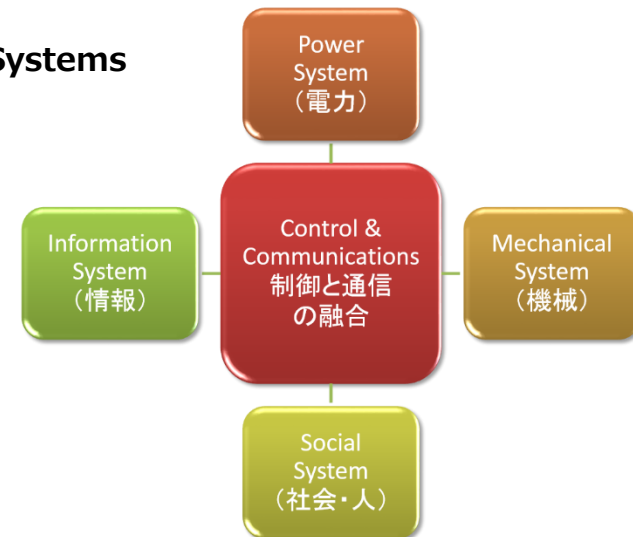 Systems
Power
System
（電力）
Information
System
（情報）
Control &
Communications
制御と通信
の融合
Mechanical
System
（機械）
Social
System
（社会・人）